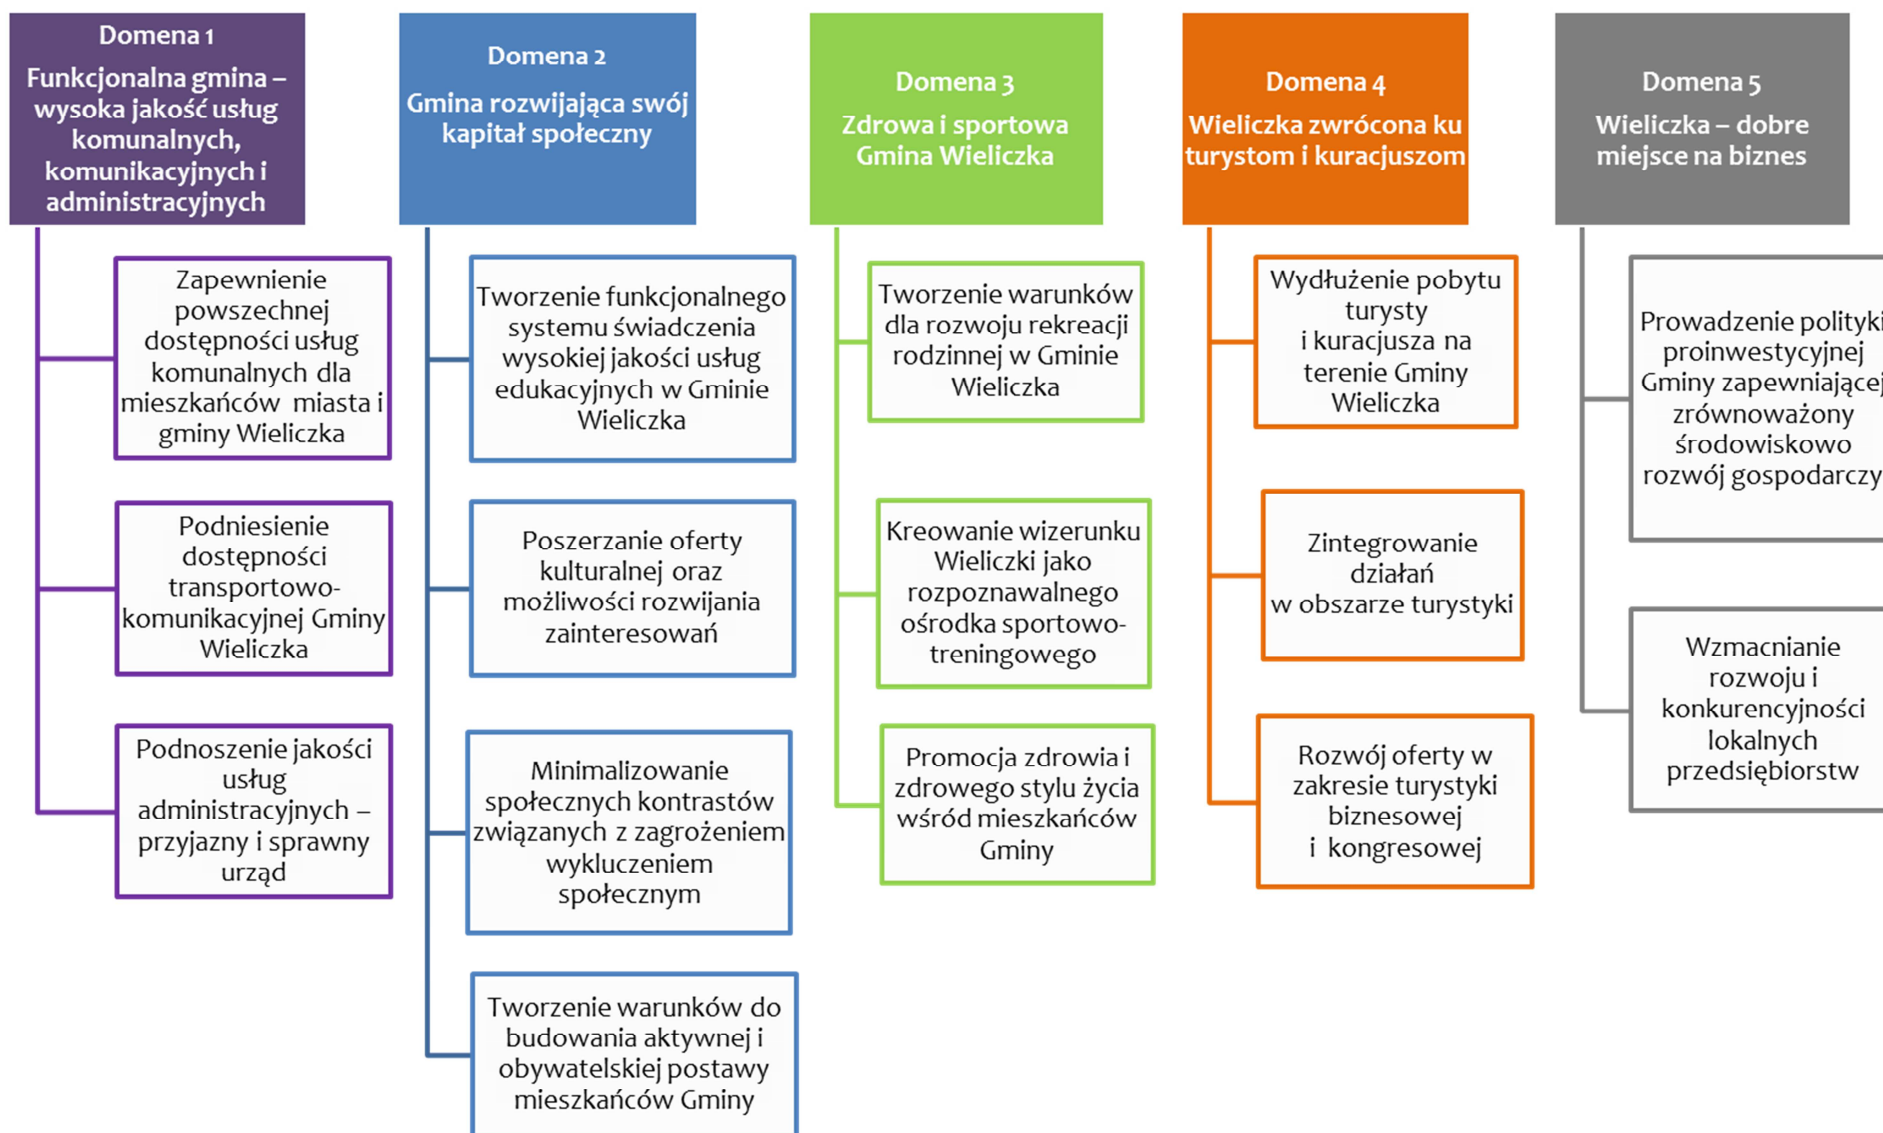 Domena 1
Funkcjonalna gmina –
wysoka jakość usług
komunalnych,
komunikacyjnych i
administracyjnych
Zapewnienie
powszechnej
dostępności usług
komunalnych dla
mieszkańców miasta i
gminy Wieliczka
Podniesienie
dostępności
transportowo-
komunikacyjnej Gminy
Wieliczka
Podnoszenie jakości
usług
administracyjnych –
przyjazny i sprawny
urząd
Domena 2
Gmina rozwijająca swój
kapitał społeczny
Tworzenie funkcjonalnego
systemu świadczenia
wysokiej jakości usług
edukacyjnych w Gminie
Wieliczka
Poszerzanie oferty
kulturalnej oraz
możliwości rozwijania
zainteresowań
Minimalizowanie
społecznych kontrastów
związanych z zagrożeniem
wykluczeniem
społecznym
Tworzenie warunków do
budowania aktywnej i
obywatelskiej postawy
mieszkańców Gminy
Domena 3
Zdrowa i sportowa
Gmina Wieliczka
Tworzenie warunków
dla rozwoju rekreacji
rodzinnej w Gminie
Wieliczka
Kreowanie wizerunku
Wieliczki jako
rozpoznawalnego
ośrodka sportowo-
treningowego
Promocja zdrowia i
zdrowego stylu życia
wśród mieszkańców
Gminy
Domena 4
Wieliczka zwrócona ku
turystom i kuracjuszom
Wydłużenie pobytu
turysty
i kuracjusza na
terenie Gminy
Wieliczka
Zintegrowanie
działań
w obszarze turystyki
Rozwój oferty w
zakresie turystyki
biznesowej
i kongresowej
Domena 5
Wieliczka – dobre
miejsce na biznes
Prowadzenie polityki
proinwestycyjnej
Gminy zapewniającej
zrównoważony
środowiskowo
rozwój gospodarczy
Wzmacnianie
rozwoju i
konkurencyjności
lokalnych
przedsiębiorstw